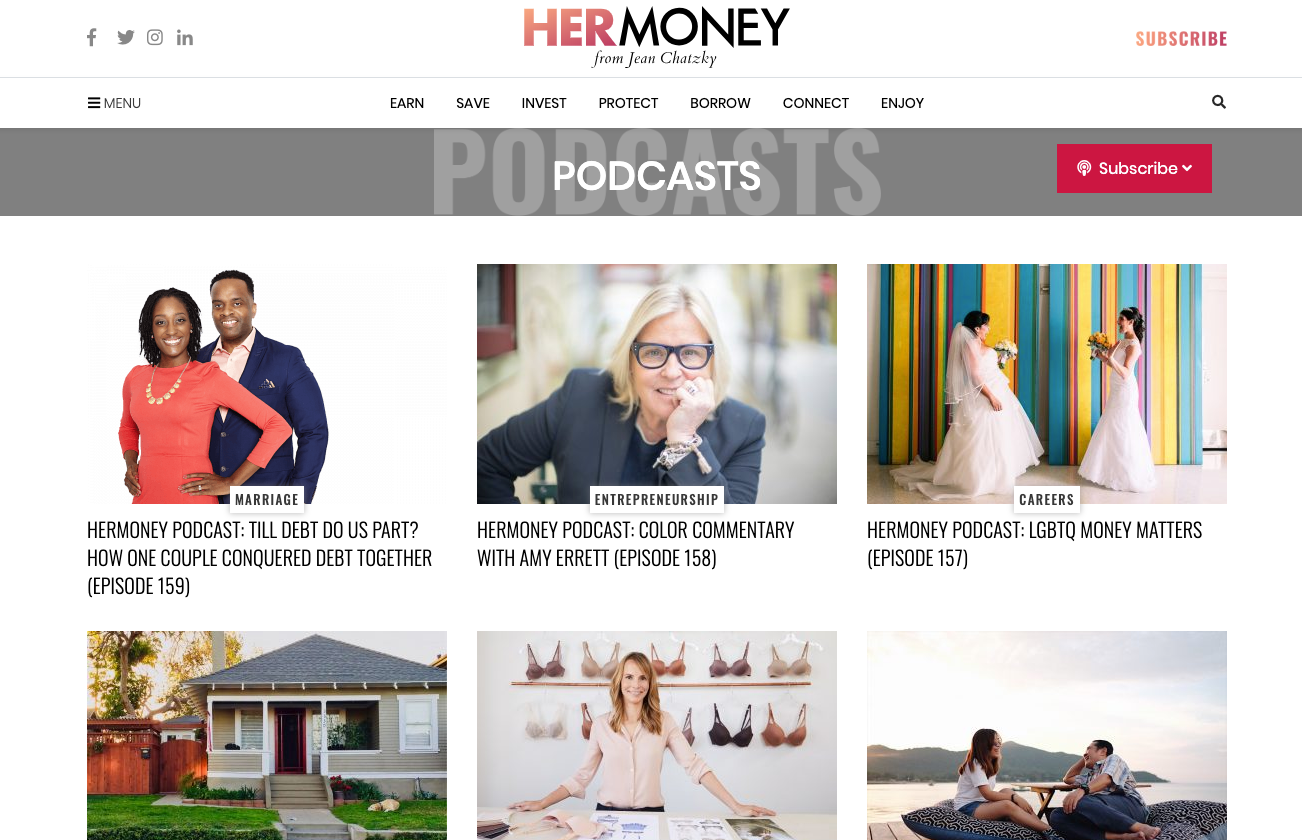 HERMONEY
from Jean Chatzky
SUBSCRIBE
MENU
EARN SAVE INVEST PROTECT BORROW CONNECT ENJOY
PODCASTS
PODCASTS
Subscribe
MARRIAGE
HERMONEY PODCAST: TILL DEBT DO US PART?
HOW ONE COUPLE CONQUERED DEBT TOGETHER
(EPISODE 159)
ENTREPRENEURSHIP
HERMONEY PODCAST: COLOR COMMENTARY
WITH AMY ERRETT (EPISODE 158)
CAREERS
HERMONEY PODCAST: LGBTQ MONEY MATTERS
(EPISODE 157)